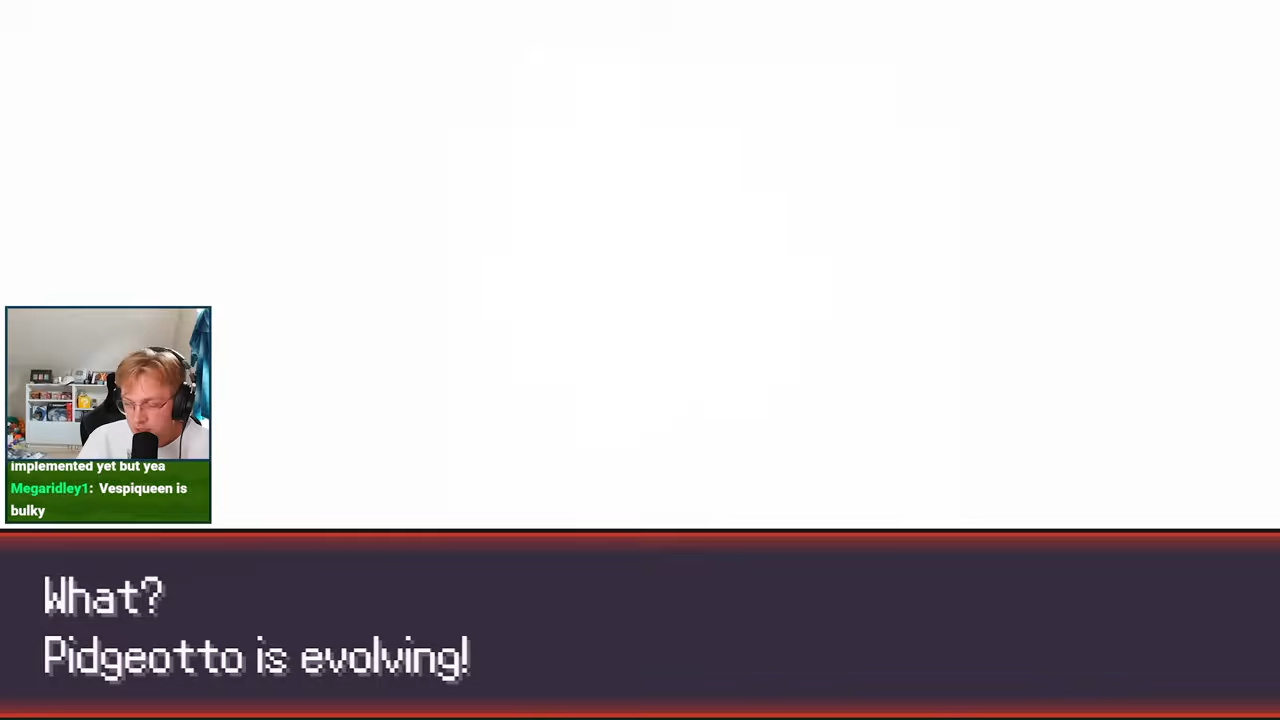 implemented yet but yea
Megaridley1: Vespiqueen is
bulky
What?
Pidgeotto is evolving!